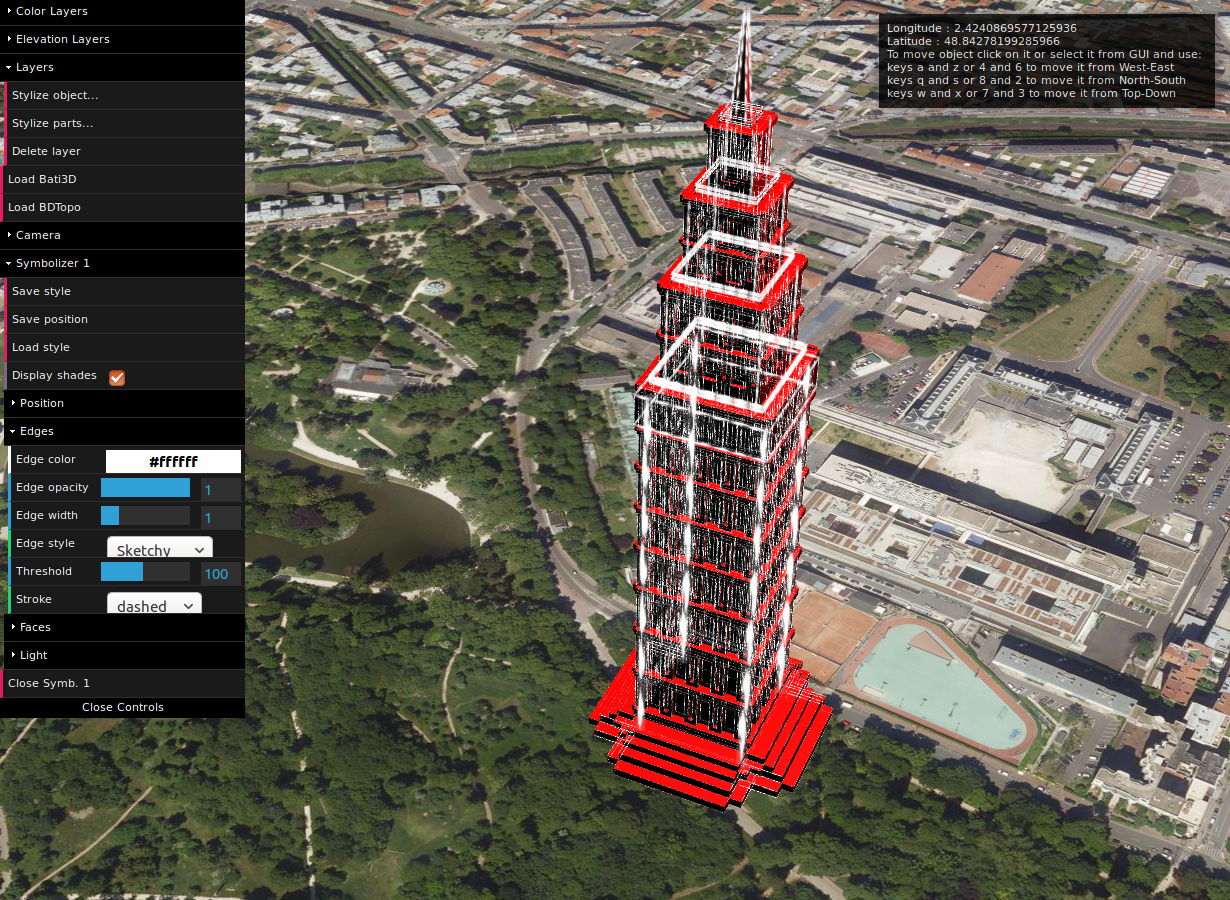 Color Layers
Elevation Layers
Layers
Stylize object...
Stylize parts...
Delete layer
Load Bati3D
Load BDTopo
Camera
Symbolizer 1
Save style
Save position
Load style
Display shades
Position
Edges
Edge color #ffffff
Edge opacity 1
Edge width 1
Edge style Sketchy
Threshold 100
Stroke dashed
Faces
Light
Close Symb. 1
Close Controls
Longitude : 2.4240869577125936
Latitude : 48.84278199285966
To move object click on it or select it from GUI and use:
keys a and z or 4 and 6 to move it from West-East
keys q and s or 8 and 2 to move it from North-South
keys w and x or 7 and 3 to move it from Top-Down